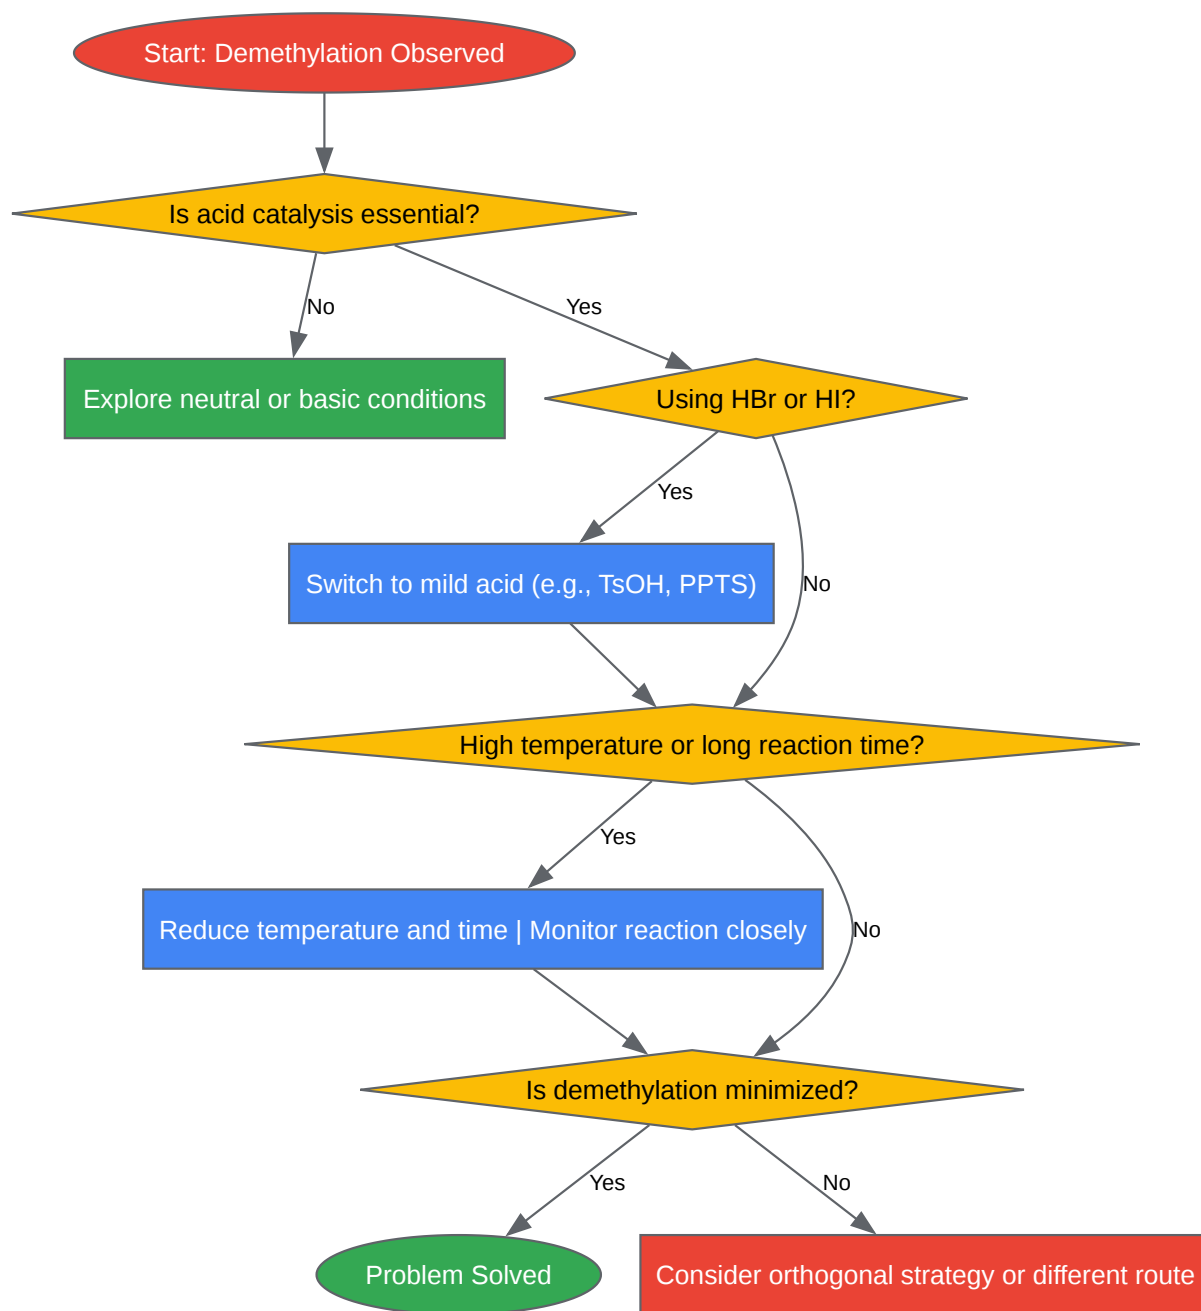 Start: Demethylation Observed
Is acid catalysis essential?
No
Yes
Explore neutral or basic conditions
Using HBr or HI?
Yes
Switch to mild acid (e.g., TsOH, PPTS)
No
High temperature or long reaction time?
Yes
Reduce temperature and time | Monitor reaction closely
No
Is demethylation minimized?
Yes
No
Problem Solved
Consider orthogonal strategy or different route